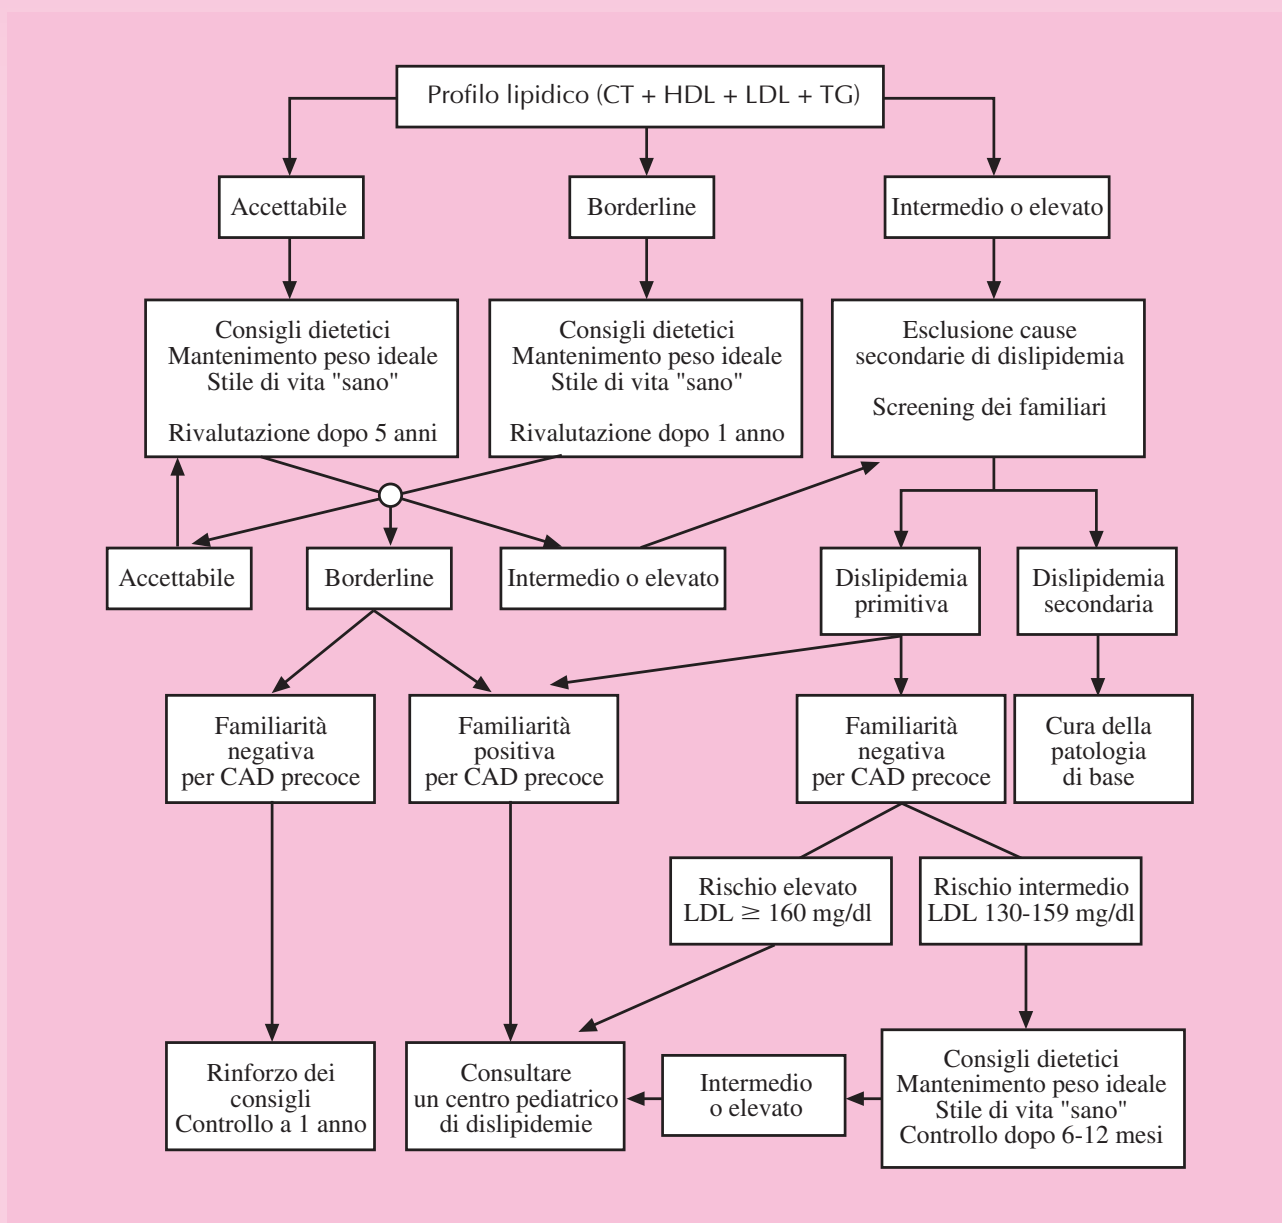 Profilo lipidico (CT + HDL + LDL + TG)
Accettabile
Borderline
Intermedio o elevato
Consigli dietetici
Mantenimento peso ideale
Stile di vita "sano"
Rivalutazione dopo 5 anni
Consigli dietetici
Mantenimento peso ideale
Stile di vita "sano"
Rivalutazione dopo 1 anno
Esclusione cause
secondarie di dislipidemia
Screening dei familiari
Accettabile
Borderline
Intermedio o elevato
Dislipidemia
primitiva
Dislipidemia
secondaria
Familiarità
negativa
per CAD precoce
Familiarità
positiva
per CAD precoce
Familiarità
negativa
per CAD precoce
Cura della
patologia
di base
Rischio elevato
LDL ≥ 160 mg/dl
Rischio intermedio
LDL 130-159 mg/dl
Rinforzo dei
consigli
Controllo a 1 anno
Consultare
un centro pediatrico
di dislipidemie
Intermedio
o elevato
Consigli dietetici
Mantenimento peso ideale
Stile di vita "sano"
Controllo dopo 6-12 mesi